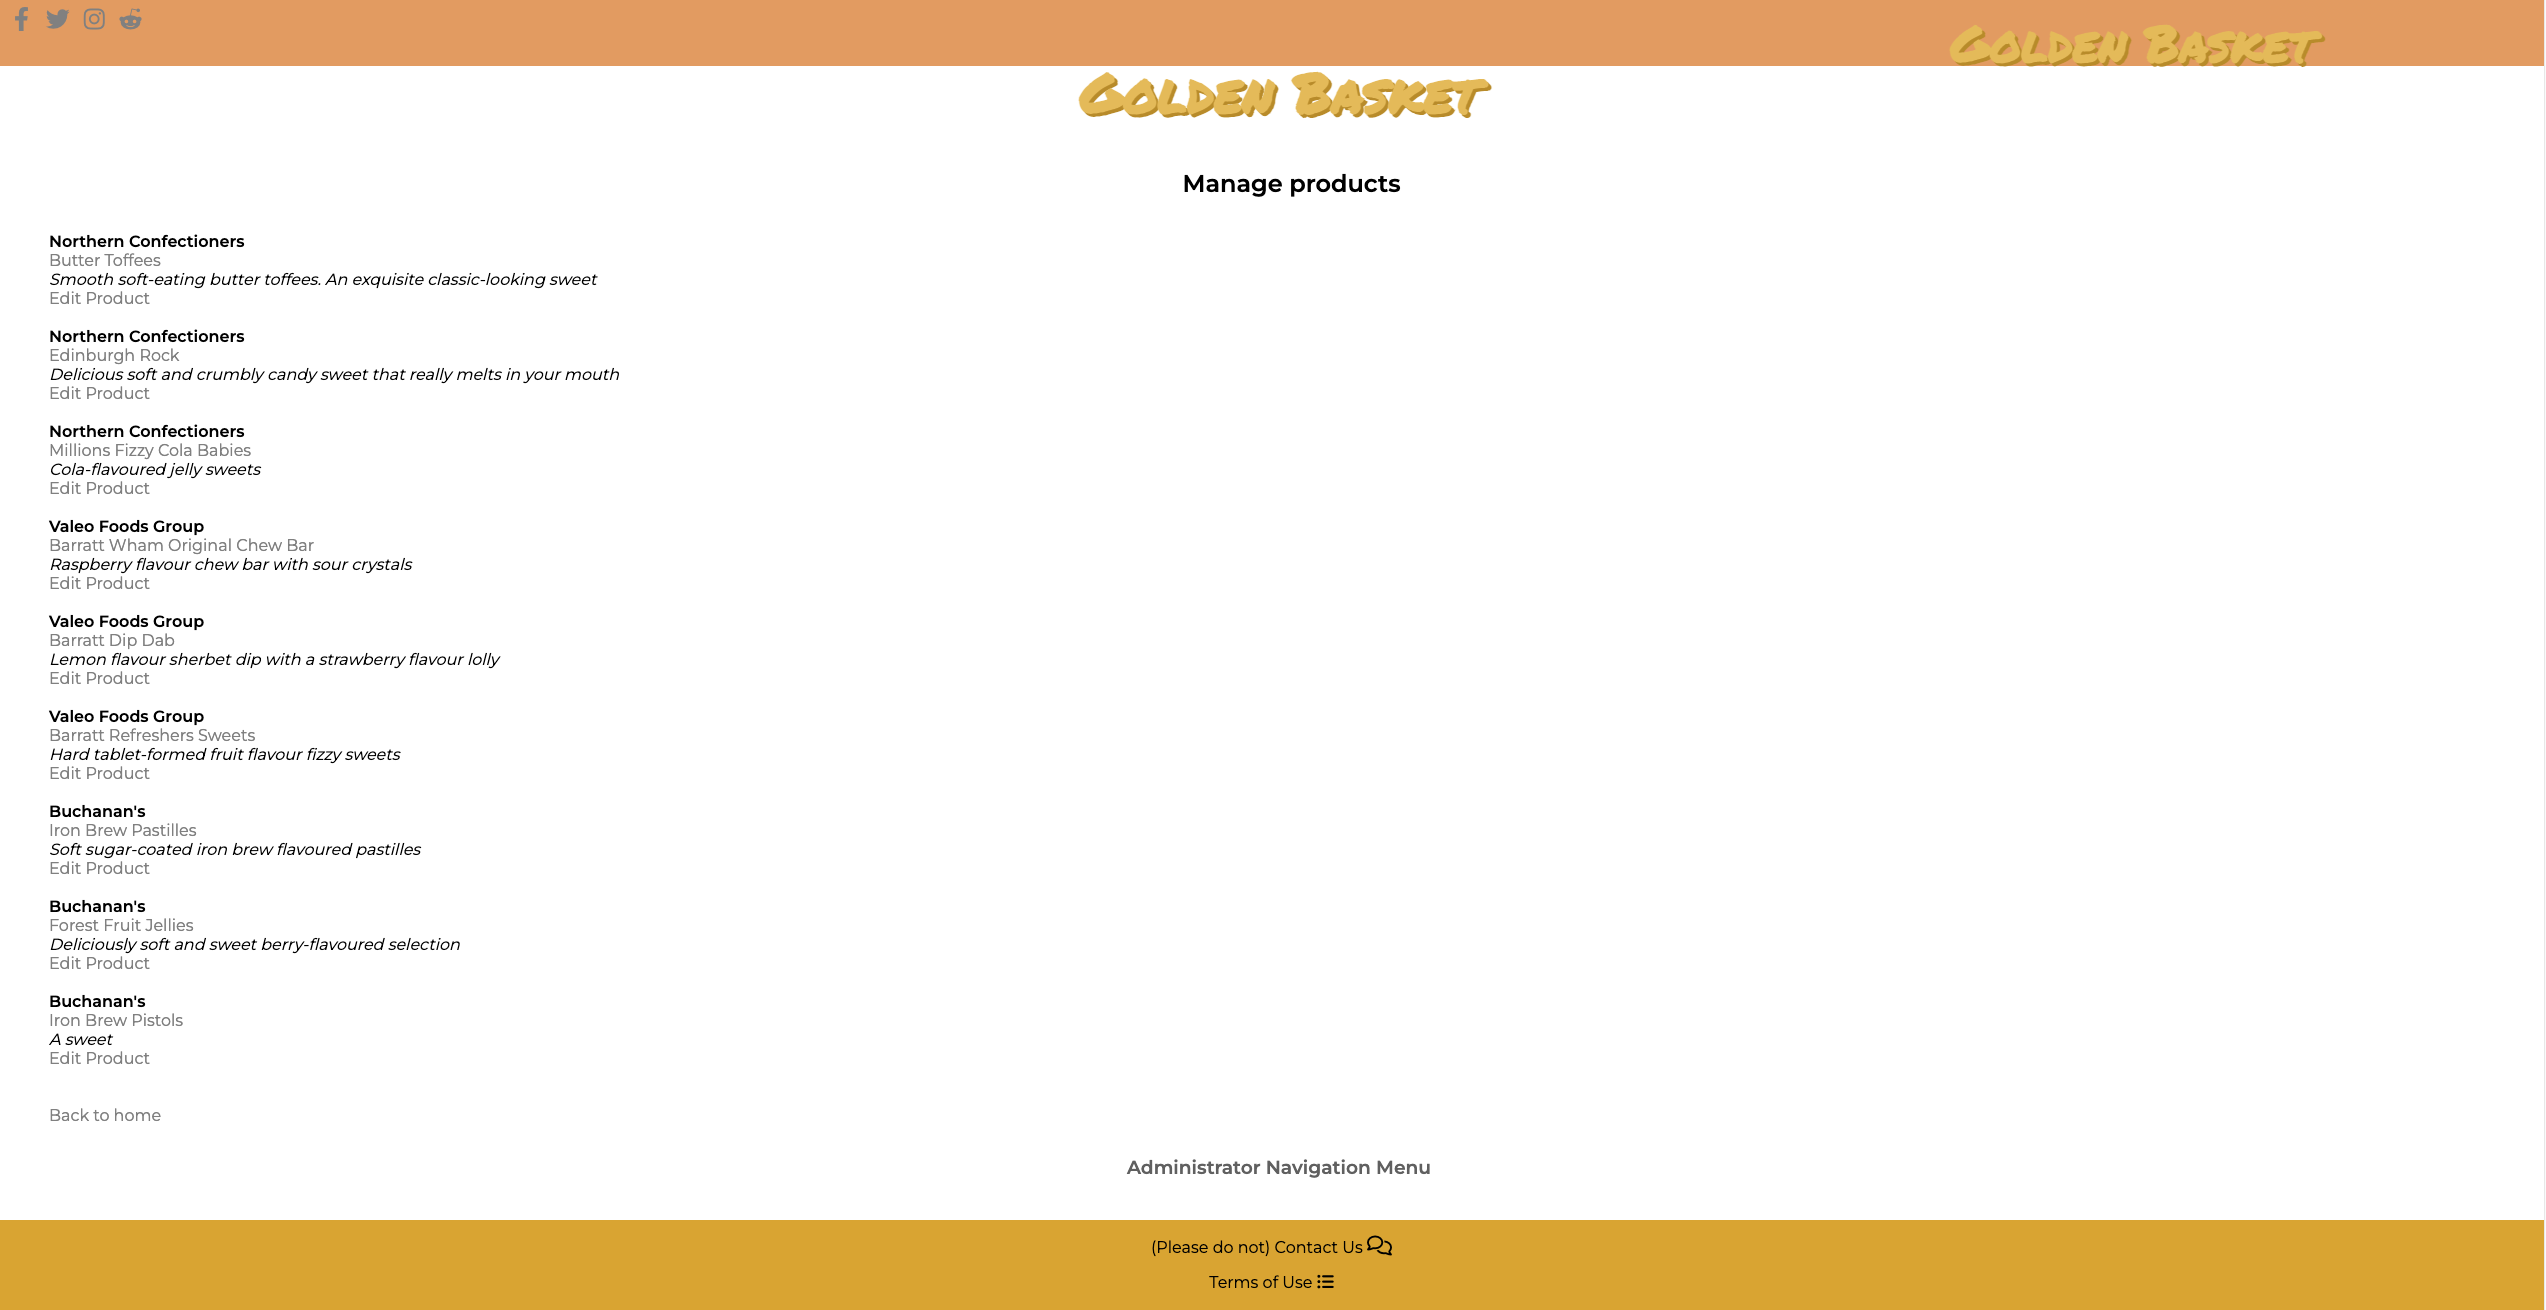 Golden Basket
Golden Basket
Manage products
Northern Confectioners
Butter Toffees
Smooth soft-eating butter toffees. An exquisite classic-looking sweet
Edit Product
Northern Confectioners
Edinburgh Rock
Delicious soft and crumbly candy sweet that really melts in your mouth
Edit Product
Northern Confectioners
Millions Fizzy Cola Babies
Cola-flavoured jelly sweets
Edit Product
Valeo Foods Group
Barratt Wham Original Chew Bar
Raspberry flavour chew bar with sour crystals
Edit Product
Valeo Foods Group
Barratt Dip Dab
Lemon flavour sherbet dip with a strawberry flavour lolly
Edit Product
Valeo Foods Group
Barratt Refreshers Sweets
Hard tablet-formed fruit flavour fizzy sweets
Edit Product
Buchanan's
Iron Brew Pastilles
Soft sugar-coated iron brew flavoured pastilles
Edit Product
Buchanan's
Forest Fruit Jellies
Deliciously soft and sweet berry-flavoured selection
Edit Product
Buchanan's
Iron Brew Pistols
A sweet
Edit Product
Back to home
Administrator Navigation Menu
(Please do not) Contact Us
Terms of Use